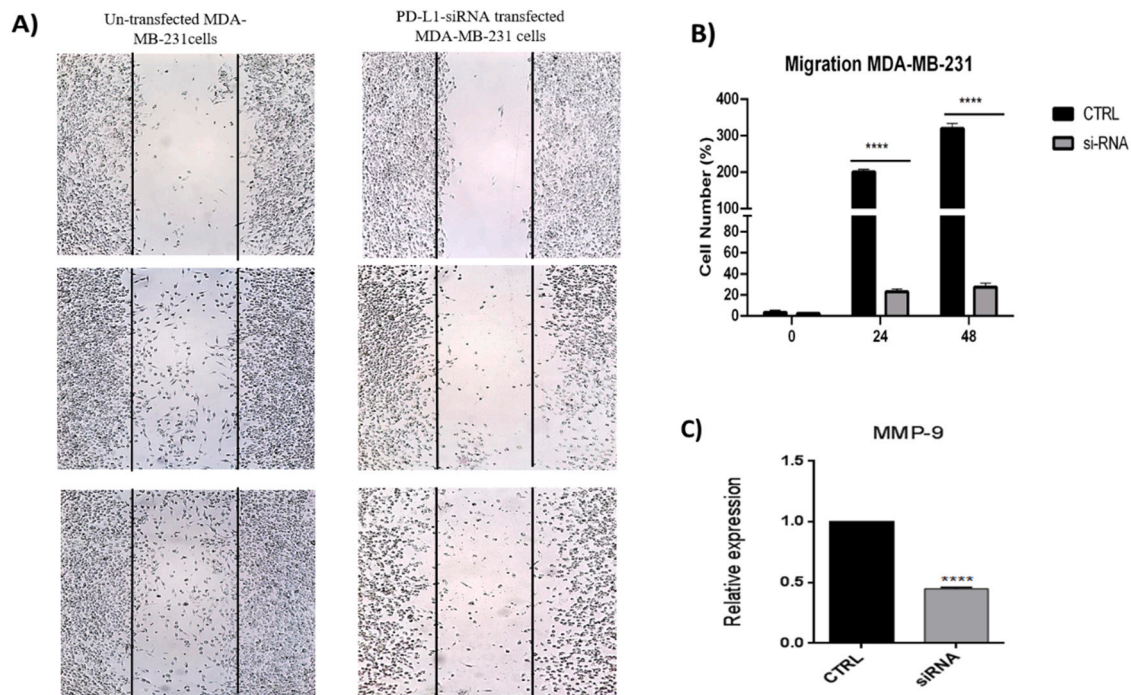 A)
Un-transfected MDA-
MB-231cells
PD-L1-siRNA transfected
MDA-MB-231 cells
B)
Migration MDA-MB-231
Cell Number (%)
400
300
200
100
80
60
40
20
0
****
****
0
24
48
CTRL
si-RNA
C)
MMP-9
Relative expression
1.5
1.0
0.5
0.0
****
CTRL
siRNA